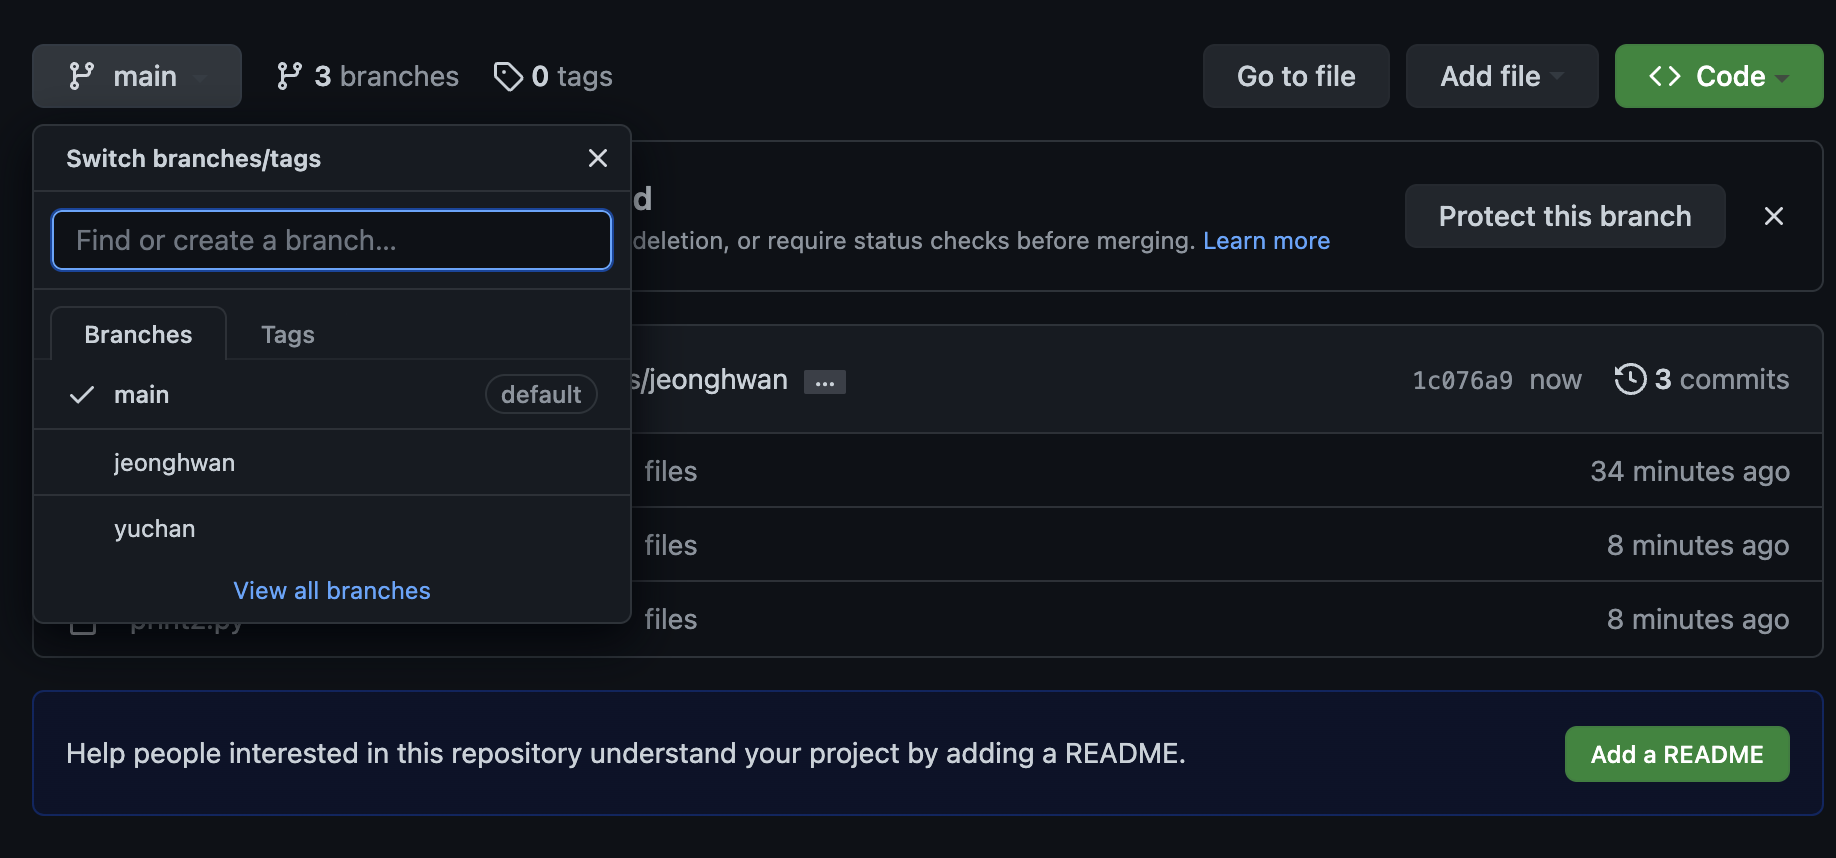 main 3 branches 0 tags Go to file Add file <> Code
Switch branches/tags
d
Protect this branch
Find or create a branch...
deletion, or require status checks before merging. Learn more
Branches Tags
main default
s/jeonghwan ... 1c076a9 now 3 commits
jeonghwan
files 34 minutes ago
yuchan
files 8 minutes ago
View all branches
print2.py files 8 minutes ago
Help people interested in this repository understand your project by adding a README.
Add a README